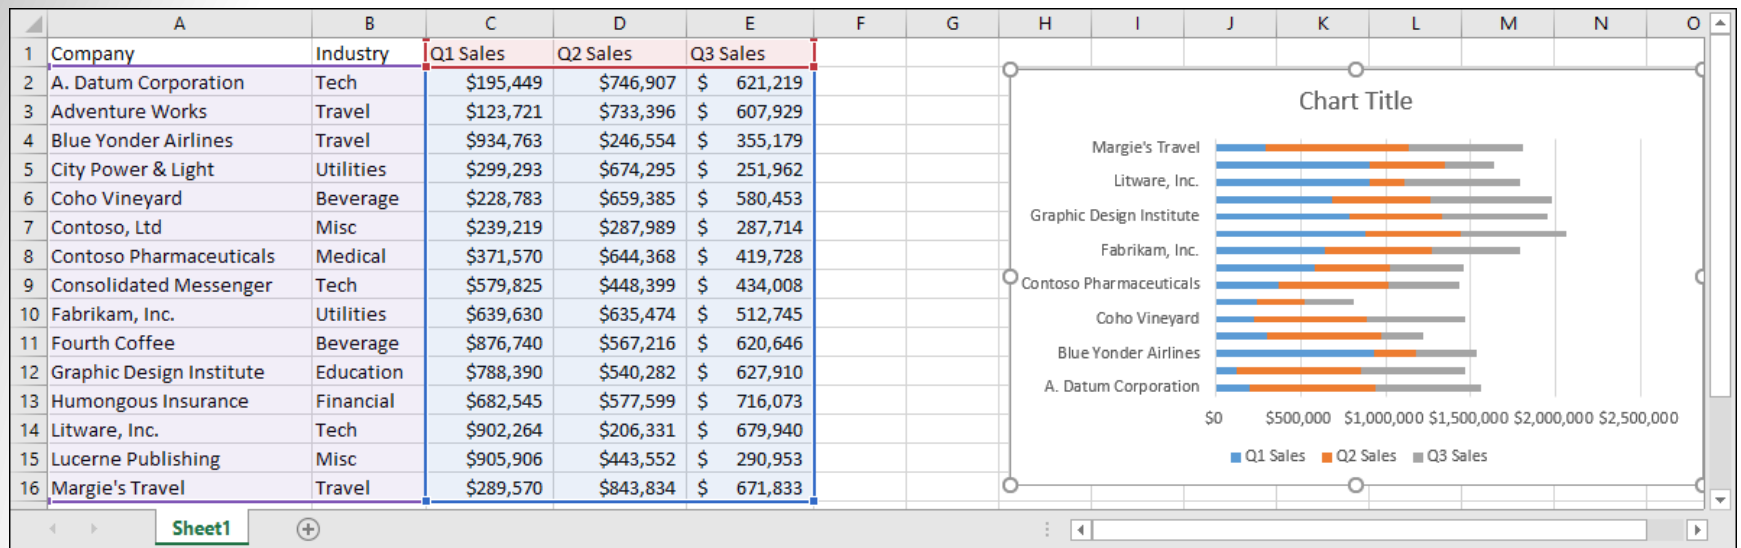 A B C D E F G H I J K L M N O
1 Company Industry Q1 Sales Q2 Sales Q3 Sales
2 A. Datum Corporation Tech $195,449 $746,907 $ 621,219
3 Adventure Works Travel $123,721 $733,396 $ 607,929
4 Blue Yonder Airlines Travel $934,763 $246,554 $ 355,179
5 City Power & Light Utilities $299,293 $674,295 $ 251,962
6 Coho Vineyard Beverage $228,783 $659,385 $ 580,453
7 Contoso, Ltd Misc $239,219 $287,989 $ 287,714
8 Contoso Pharmaceuticals Medical $371,570 $644,368 $ 419,728
9 Consolidated Messenger Tech $579,825 $448,399 $ 434,008
10 Fabrikam, Inc. Utilities $639,630 $635,474 $ 512,745
11 Fourth Coffee Beverage $876,740 $567,216 $ 620,646
12 Graphic Design Institute Education $788,390 $540,282 $ 627,910
13 Humongous Insurance Financial $682,545 $577,599 $ 716,073
14 Litware, Inc. Tech $902,264 $206,331 $ 679,940
15 Lucerne Publishing Misc $905,906 $443,552 $ 290,953
16 Margie's Travel Travel $289,570 $843,834 $ 671,833
Chart Title
Margie's Travel
Litware, Inc.
Graphic Design Institute
Fabrikam, Inc.
Contoso Pharmaceuticals
Coho Vineyard
Blue Yonder Airlines
A. Datum Corporation
$0 $500,000 $1,000,000 $1,500,000 $2,000,000 $2,500,000
Q1 Sales Q2 Sales Q3 Sales
Sheet1